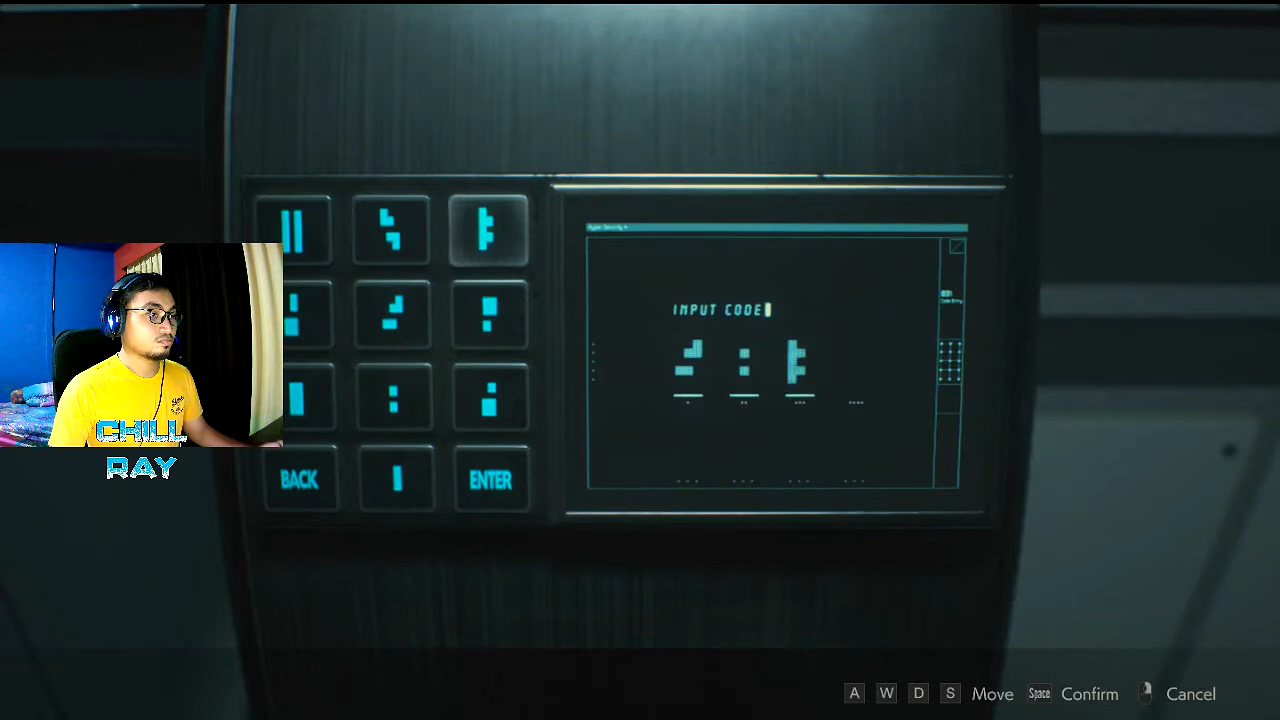 INPUT CODE
CHILL
RAY
BACK
ENTER
A W D S Move Space Confirm Cancel